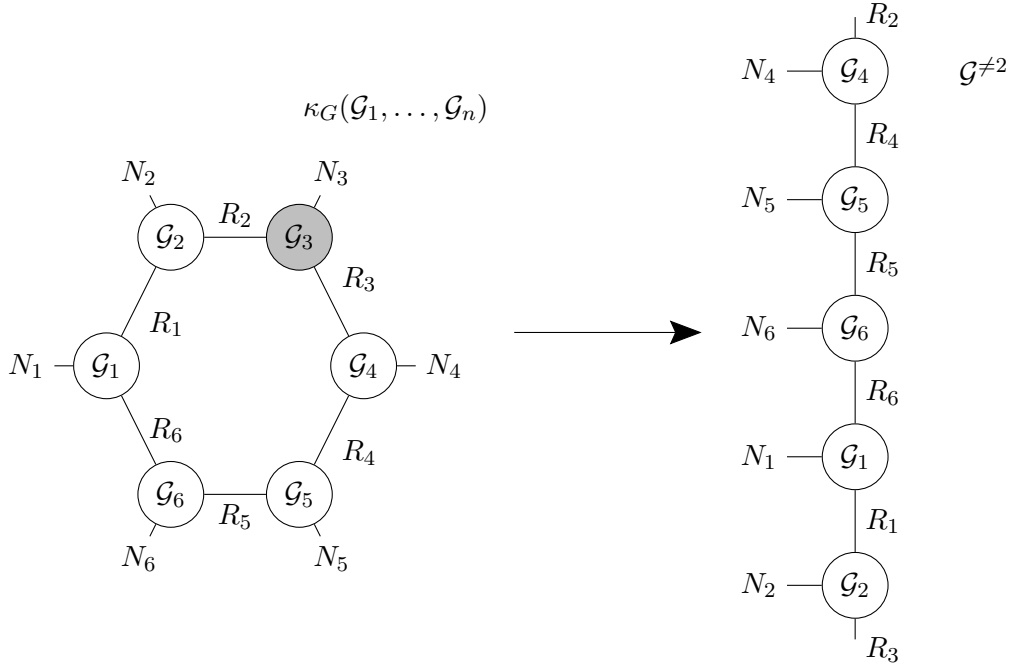 κ_G(𝒢_1, . . . , 𝒢_n)
N_2
N_3
𝒢_2
R_2
𝒢_3
R_1
R_3
N_1
𝒢_1
𝒢_4
N_4
R_6
R_4
𝒢_6
R_5
𝒢_5
N_6
N_5
R_2
N_4
𝒢_4
𝒢^{≠2}
R_4
N_5
𝒢_5
R_5
N_6
𝒢_6
R_6
N_1
𝒢_1
R_1
N_2
𝒢_2
R_3